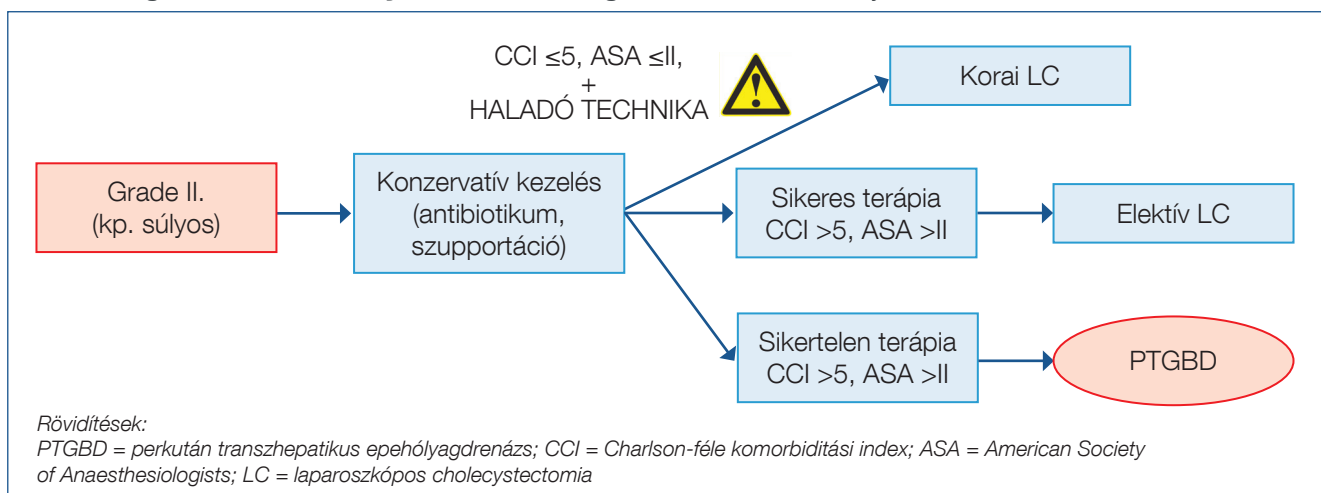 CCI ≤5, ASA ≤II,
+
HALADÓ TECHNIKA
Korai LC
Grade II.
(kp. súlyos)
Konzervatív kezelés
(antibiotikum,
szupportáció)
Sikeres terápia
CCI >5, ASA >II
Elektív LC
Sikertelen terápia
CCI >5, ASA >II
PTGBD
Rövidítések:
PTGBD = perkután transzhepatikus epehólyagdrenázs; CCI = Charlson-féle komorbiditási index; ASA = American Society
of Anaesthesiologists; LC = laparoszkópos cholecystectomia